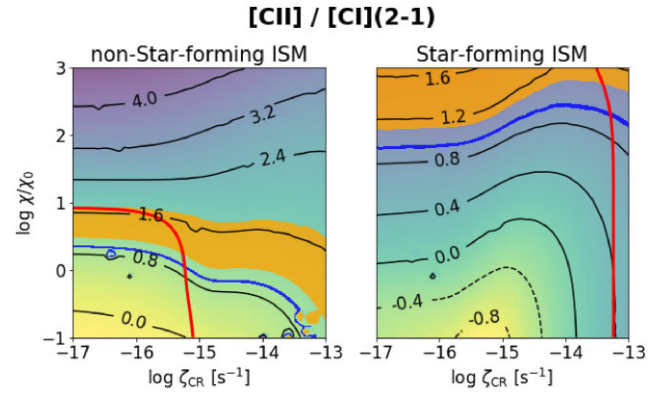 [CII] / [CI](2-1)
non-Star-forming ISM
Star-forming ISM
log χ/χ₀
3
2
1
0
−1
4.0
3.2
2.4
1.6
0.8
0.0
1.6
1.2
0.8
0.4
0.0
-0.4
-0.8
−17 −16 −15 −14 −13
−17 −16 −15 −14 −13
log ζCR [s⁻¹]
log ζCR [s⁻¹]